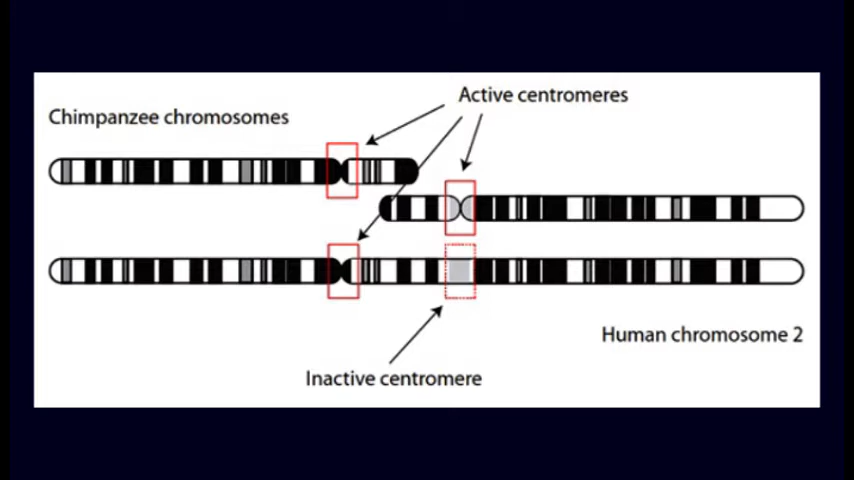 Active centromeres
Chimpanzee chromosomes
Human chromosome 2
Inactive centromere